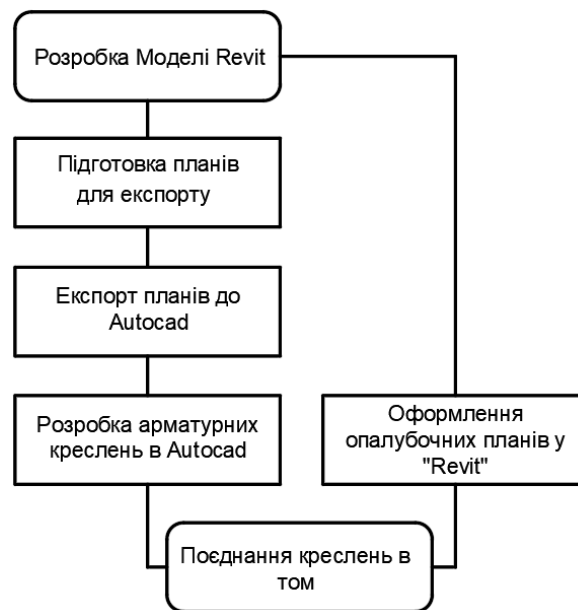 Розробка Моделі Revit
Підготовка планів
для експорту
Експорт планів до
Autocad
Розробка арматурних
креслень в Autocad
Оформлення
опалубочних планів у
"Revit"
Поєднання креслень в
том